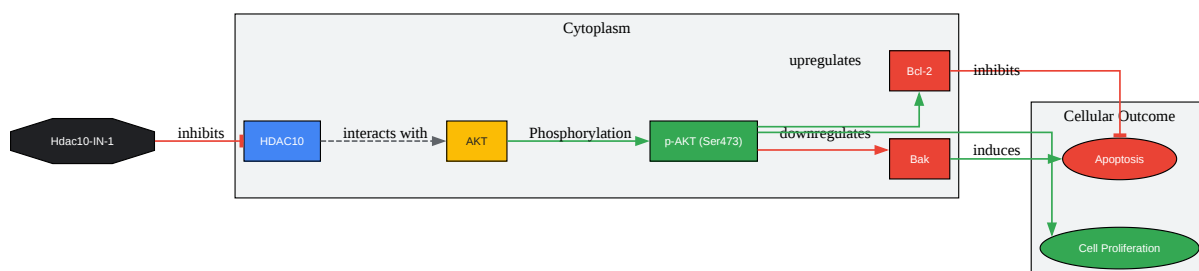 Cytoplasm
upregulates
Bcl-2
inhibits
Cellular Outcome
Hdac10-IN-1
inhibits
HDAC10
interacts with
AKT
Phosphorylation
p-AKT (Ser473)
downregulates
Bak
induces
Apoptosis
Cell Proliferation